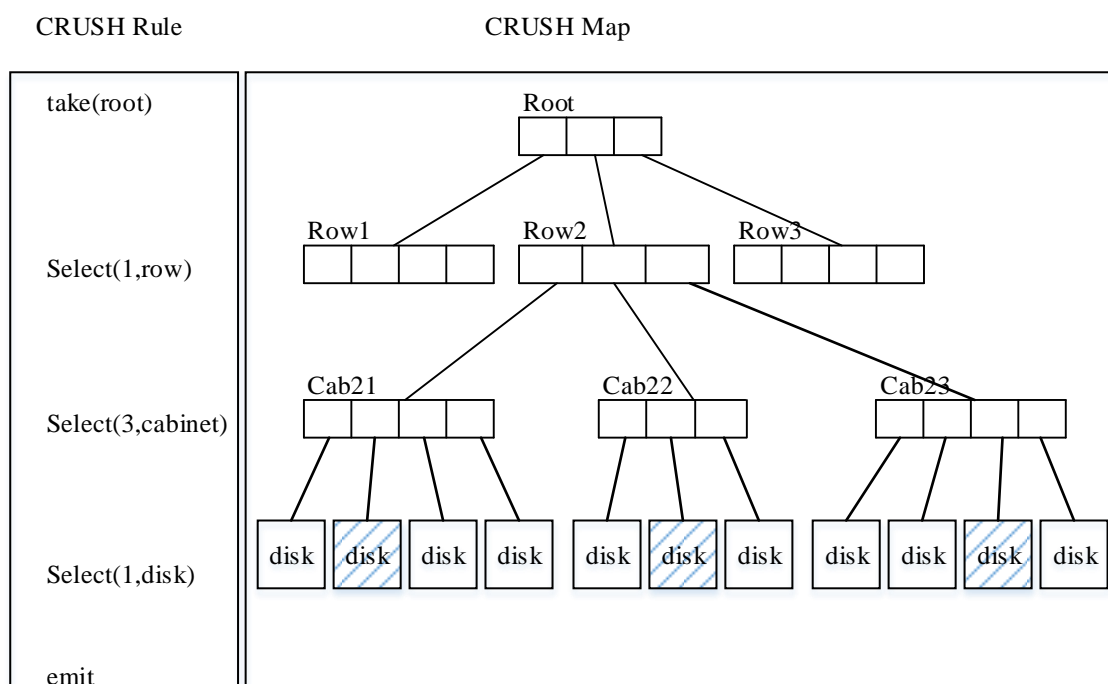 CRUSH Rule
CRUSH Map
take(root)
Root
Row1
Row2
Row3
Select(1,row)
Cab21
Cab22
Cab23
Select(3,cabinet)
disk
disk
disk
disk
disk
disk
disk
disk
disk
disk
disk
Select(1,disk)
emit